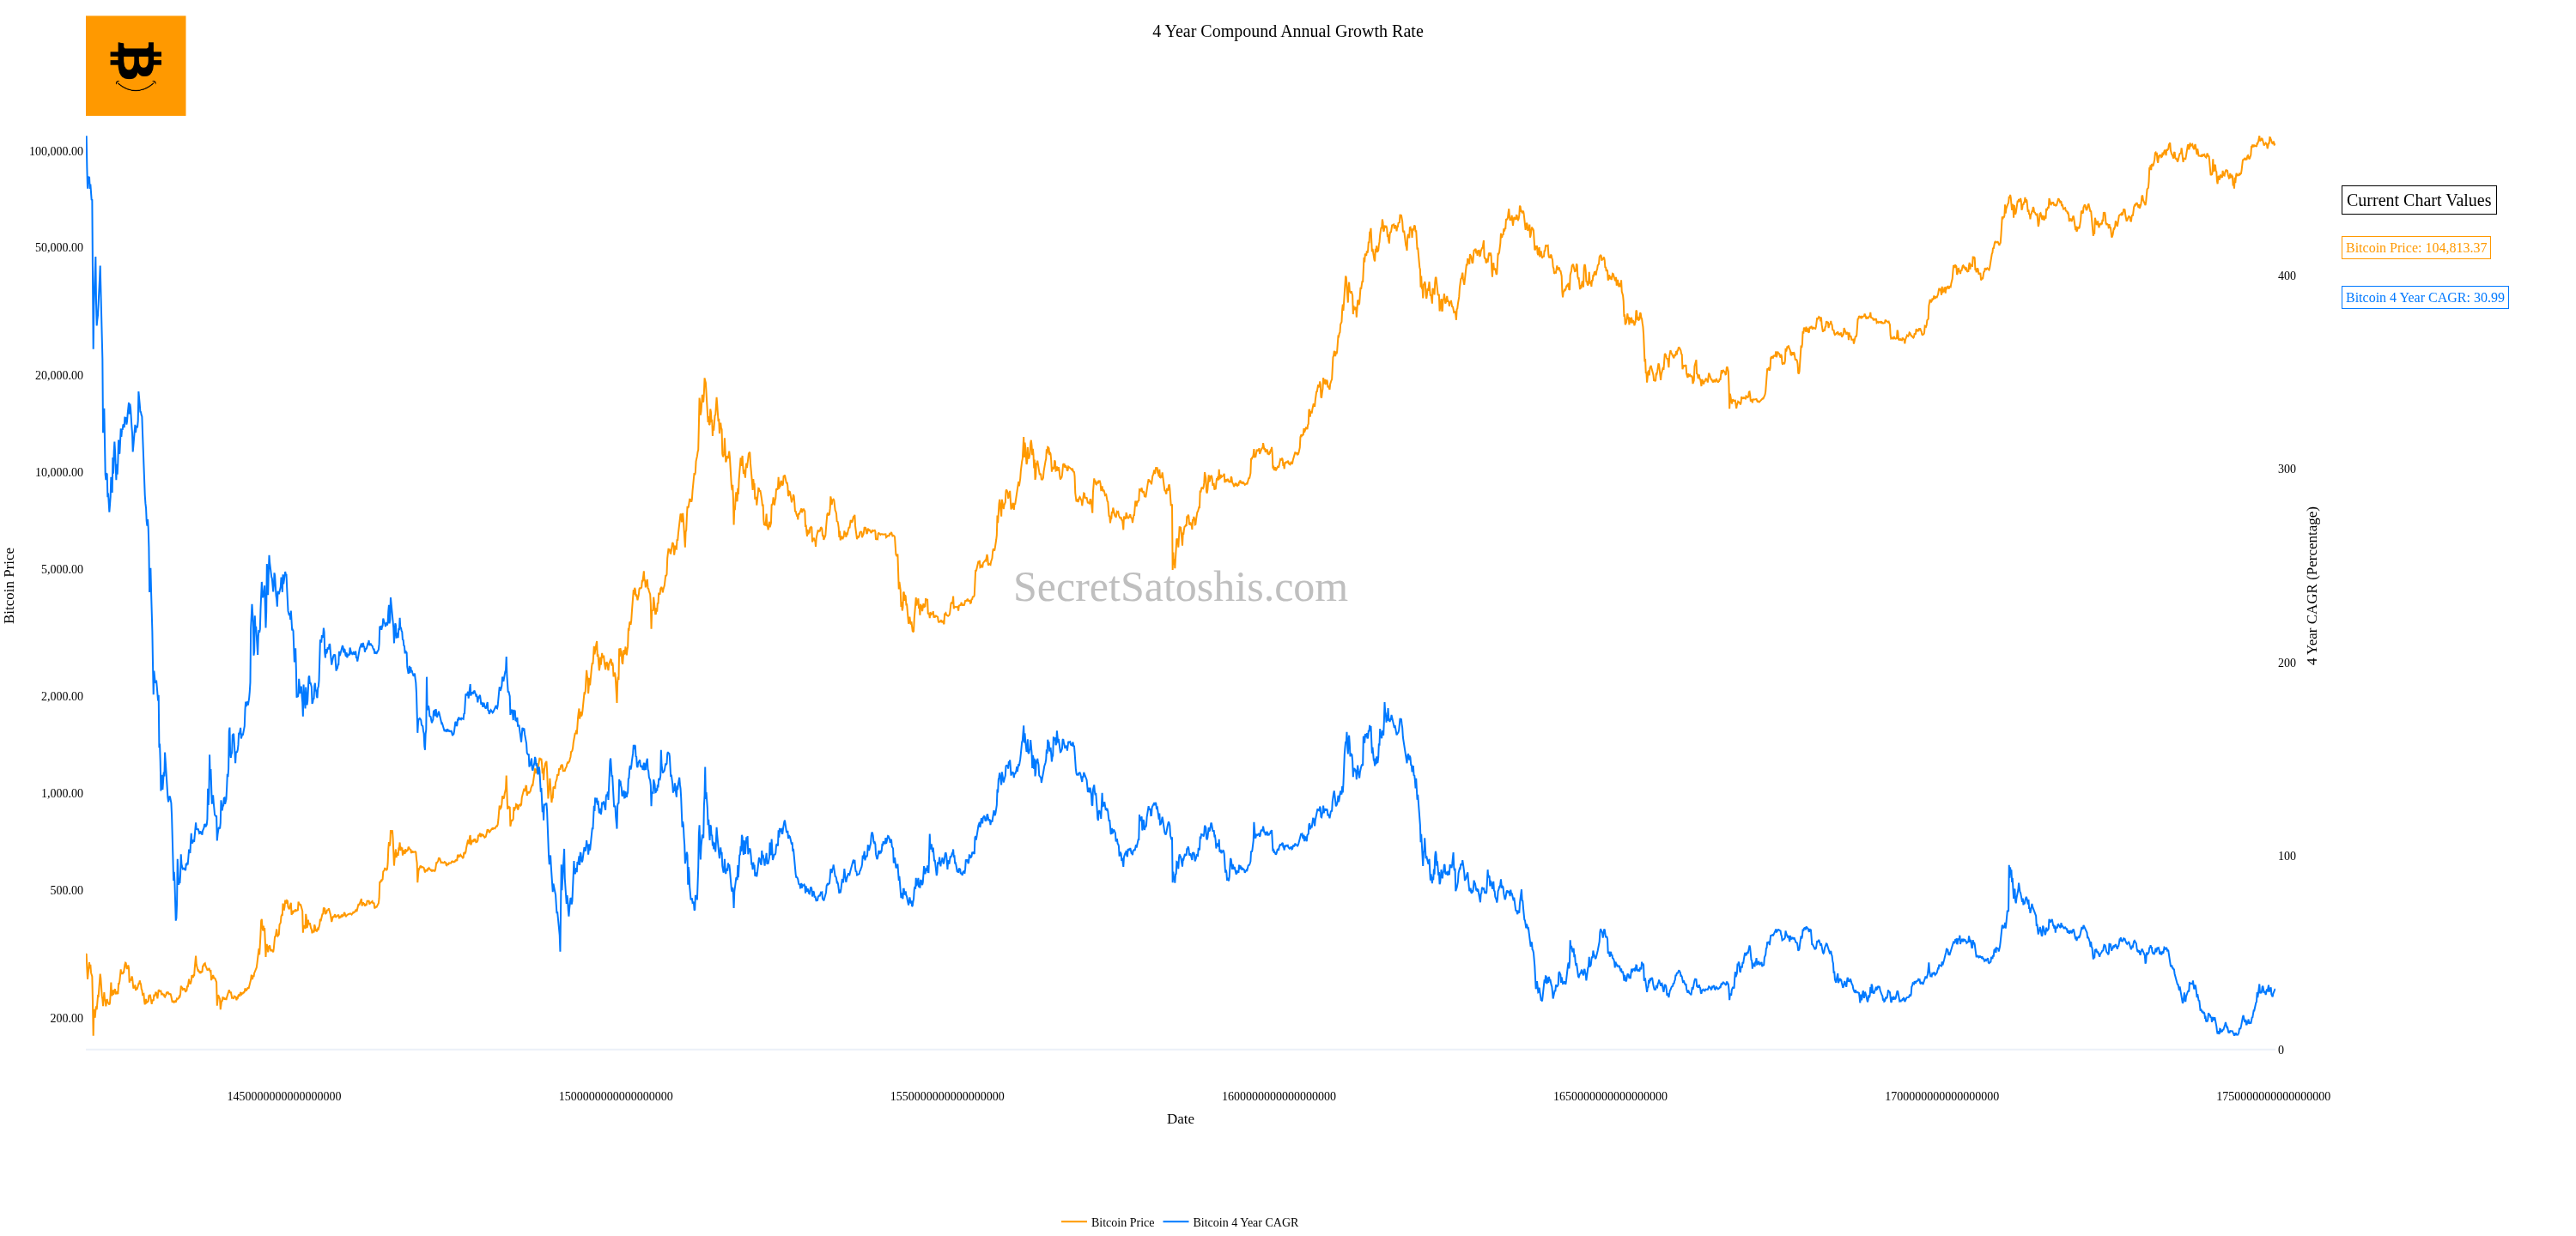 4 Year Compound Annual Growth Rate
100,000.00
50,000.00
20,000.00
10,000.00
5,000.00
2,000.00
1,000.00
500.00
200.00
Bitcoin Price
SecretSatoshis.com
400
300
200
100
0
4 Year CAGR (Percentage)
Current Chart Values
Bitcoin Price: 104,813.37
Bitcoin 4 Year CAGR: 30.99
1450000000000000000
1500000000000000000
1550000000000000000
1600000000000000000
1650000000000000000
1700000000000000000
1750000000000000000
Date
Bitcoin Price
Bitcoin 4 Year CAGR